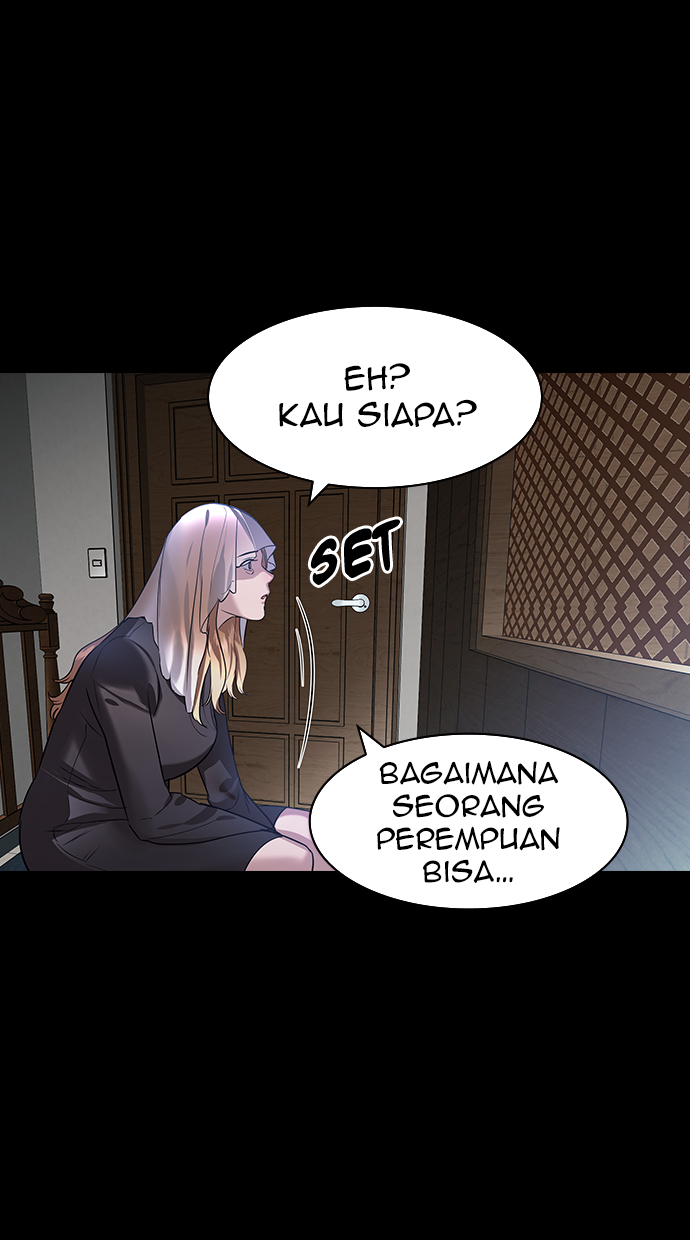 EH?
KAU SIAPA?
SET
BAGAIMANA
SEORANG
PEREMPUAN
BISA...